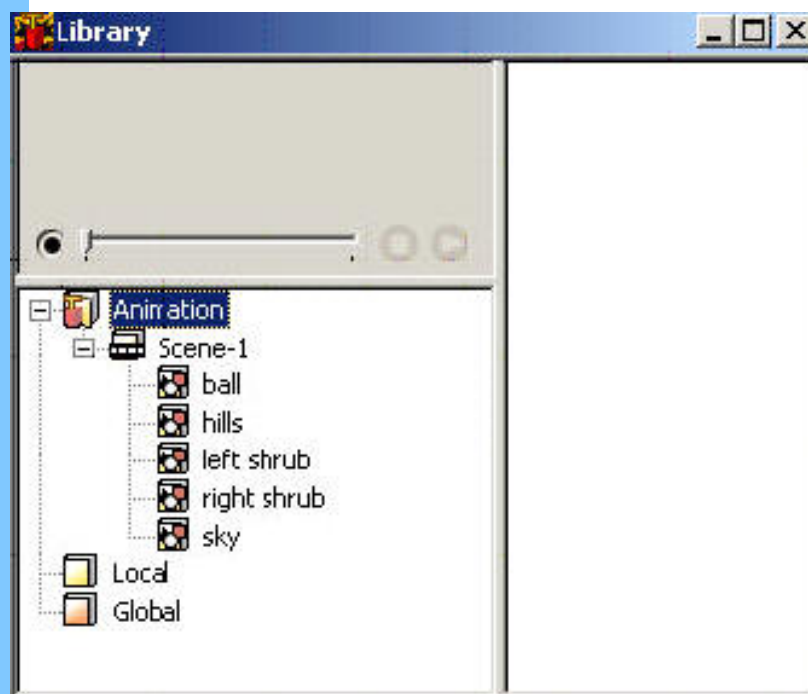 Library
Animation
Scene-1
ball
hills
left shrub
right shrub
sky
Local
Global